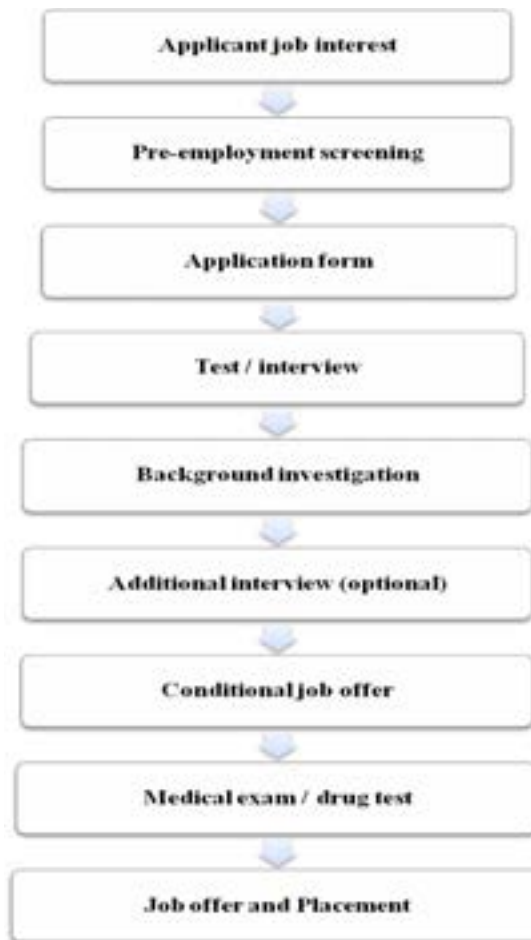 Applicant job interest
Pre-employment screening
Application form
Test / interview
Background investigation
Additional interview (optional)
Conditional job offer
Medical exam / drug test
Job offer and Placement